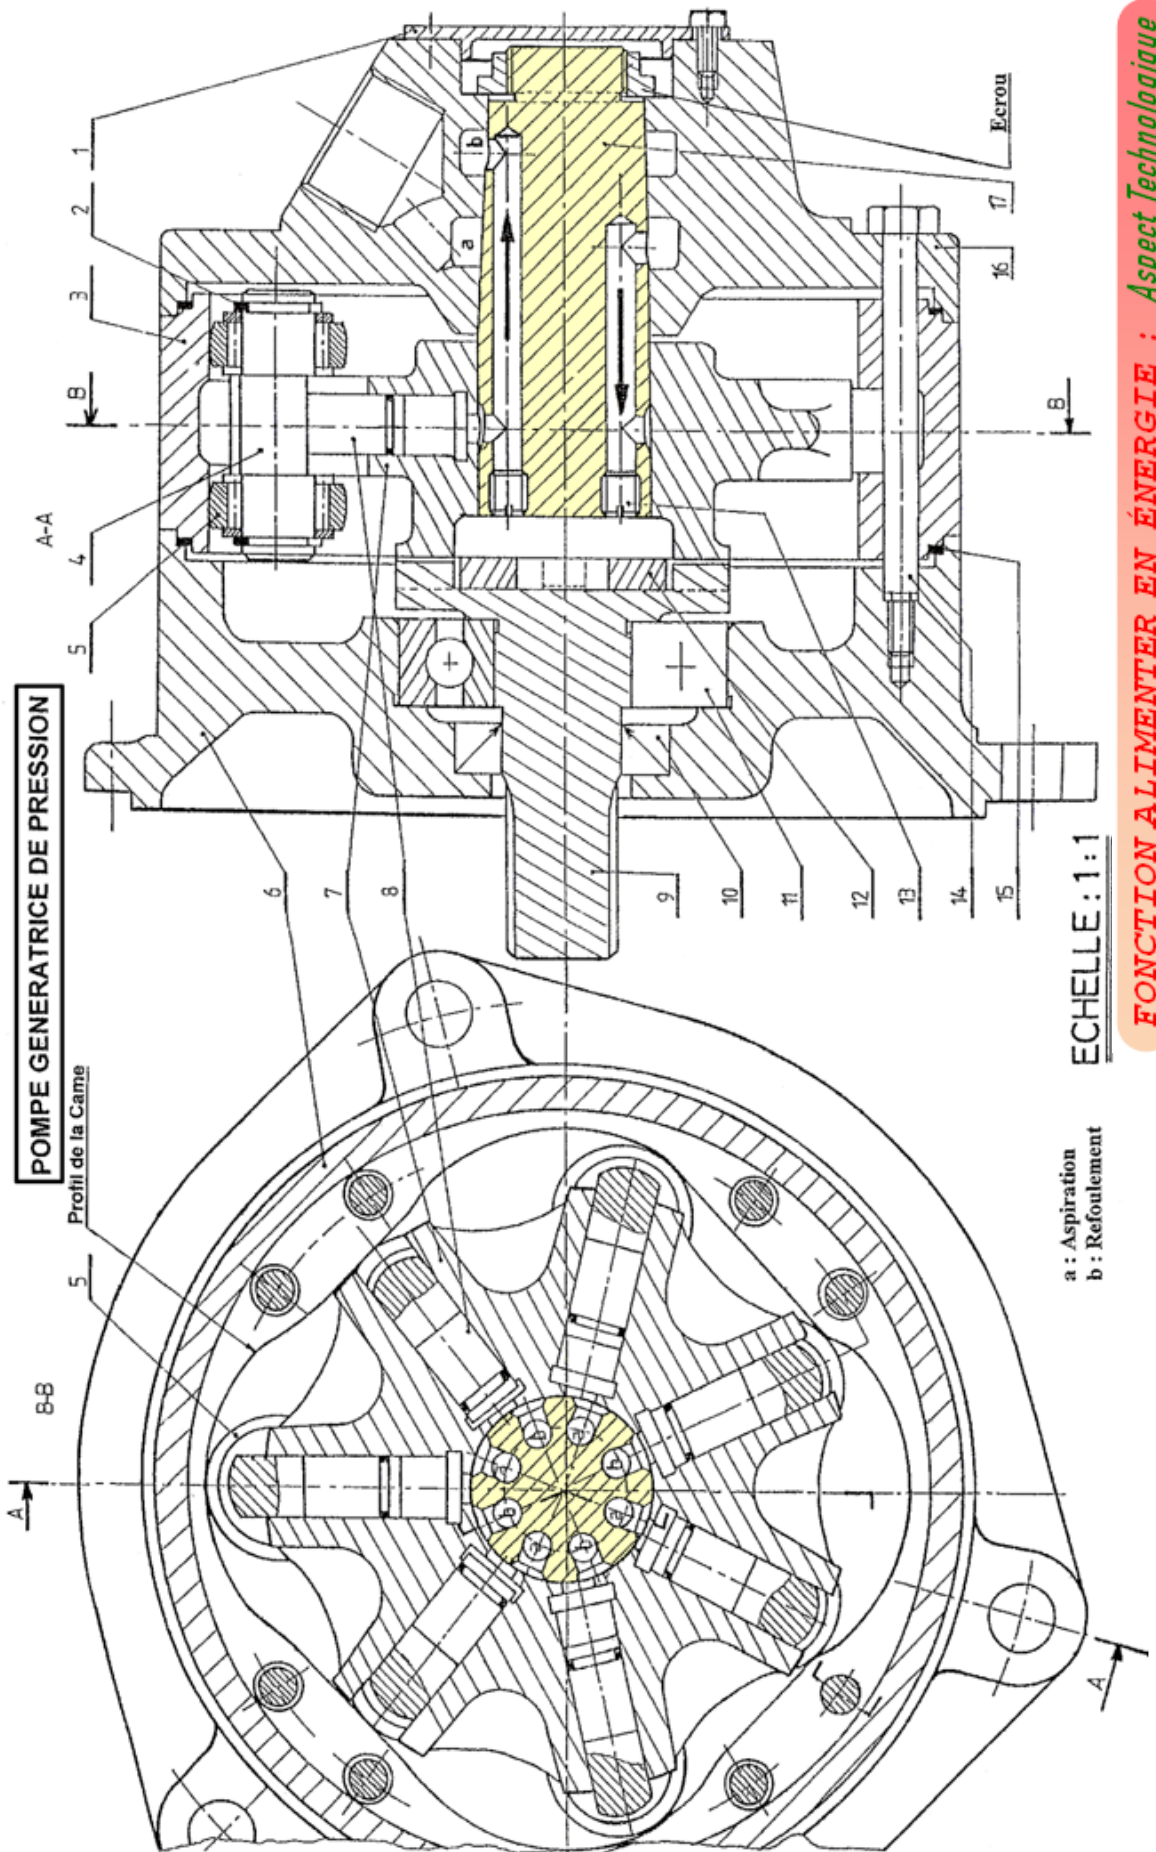 POMPE GENERATRICE DE PRESSION
Profil de la Came
5
B-B
A
A
6
7
8
A-A
B
B
5
4
3
2
1
a
b
9
10
11
12
13
14
15
16
17
Ecrou
b
a
b
a
b
a
b
a
a : Aspiration
b : Refoulement
ECHELLE : 1 : 1
FONCTION ALIMENTER EN ÉNERGIE : Aspect Technologique